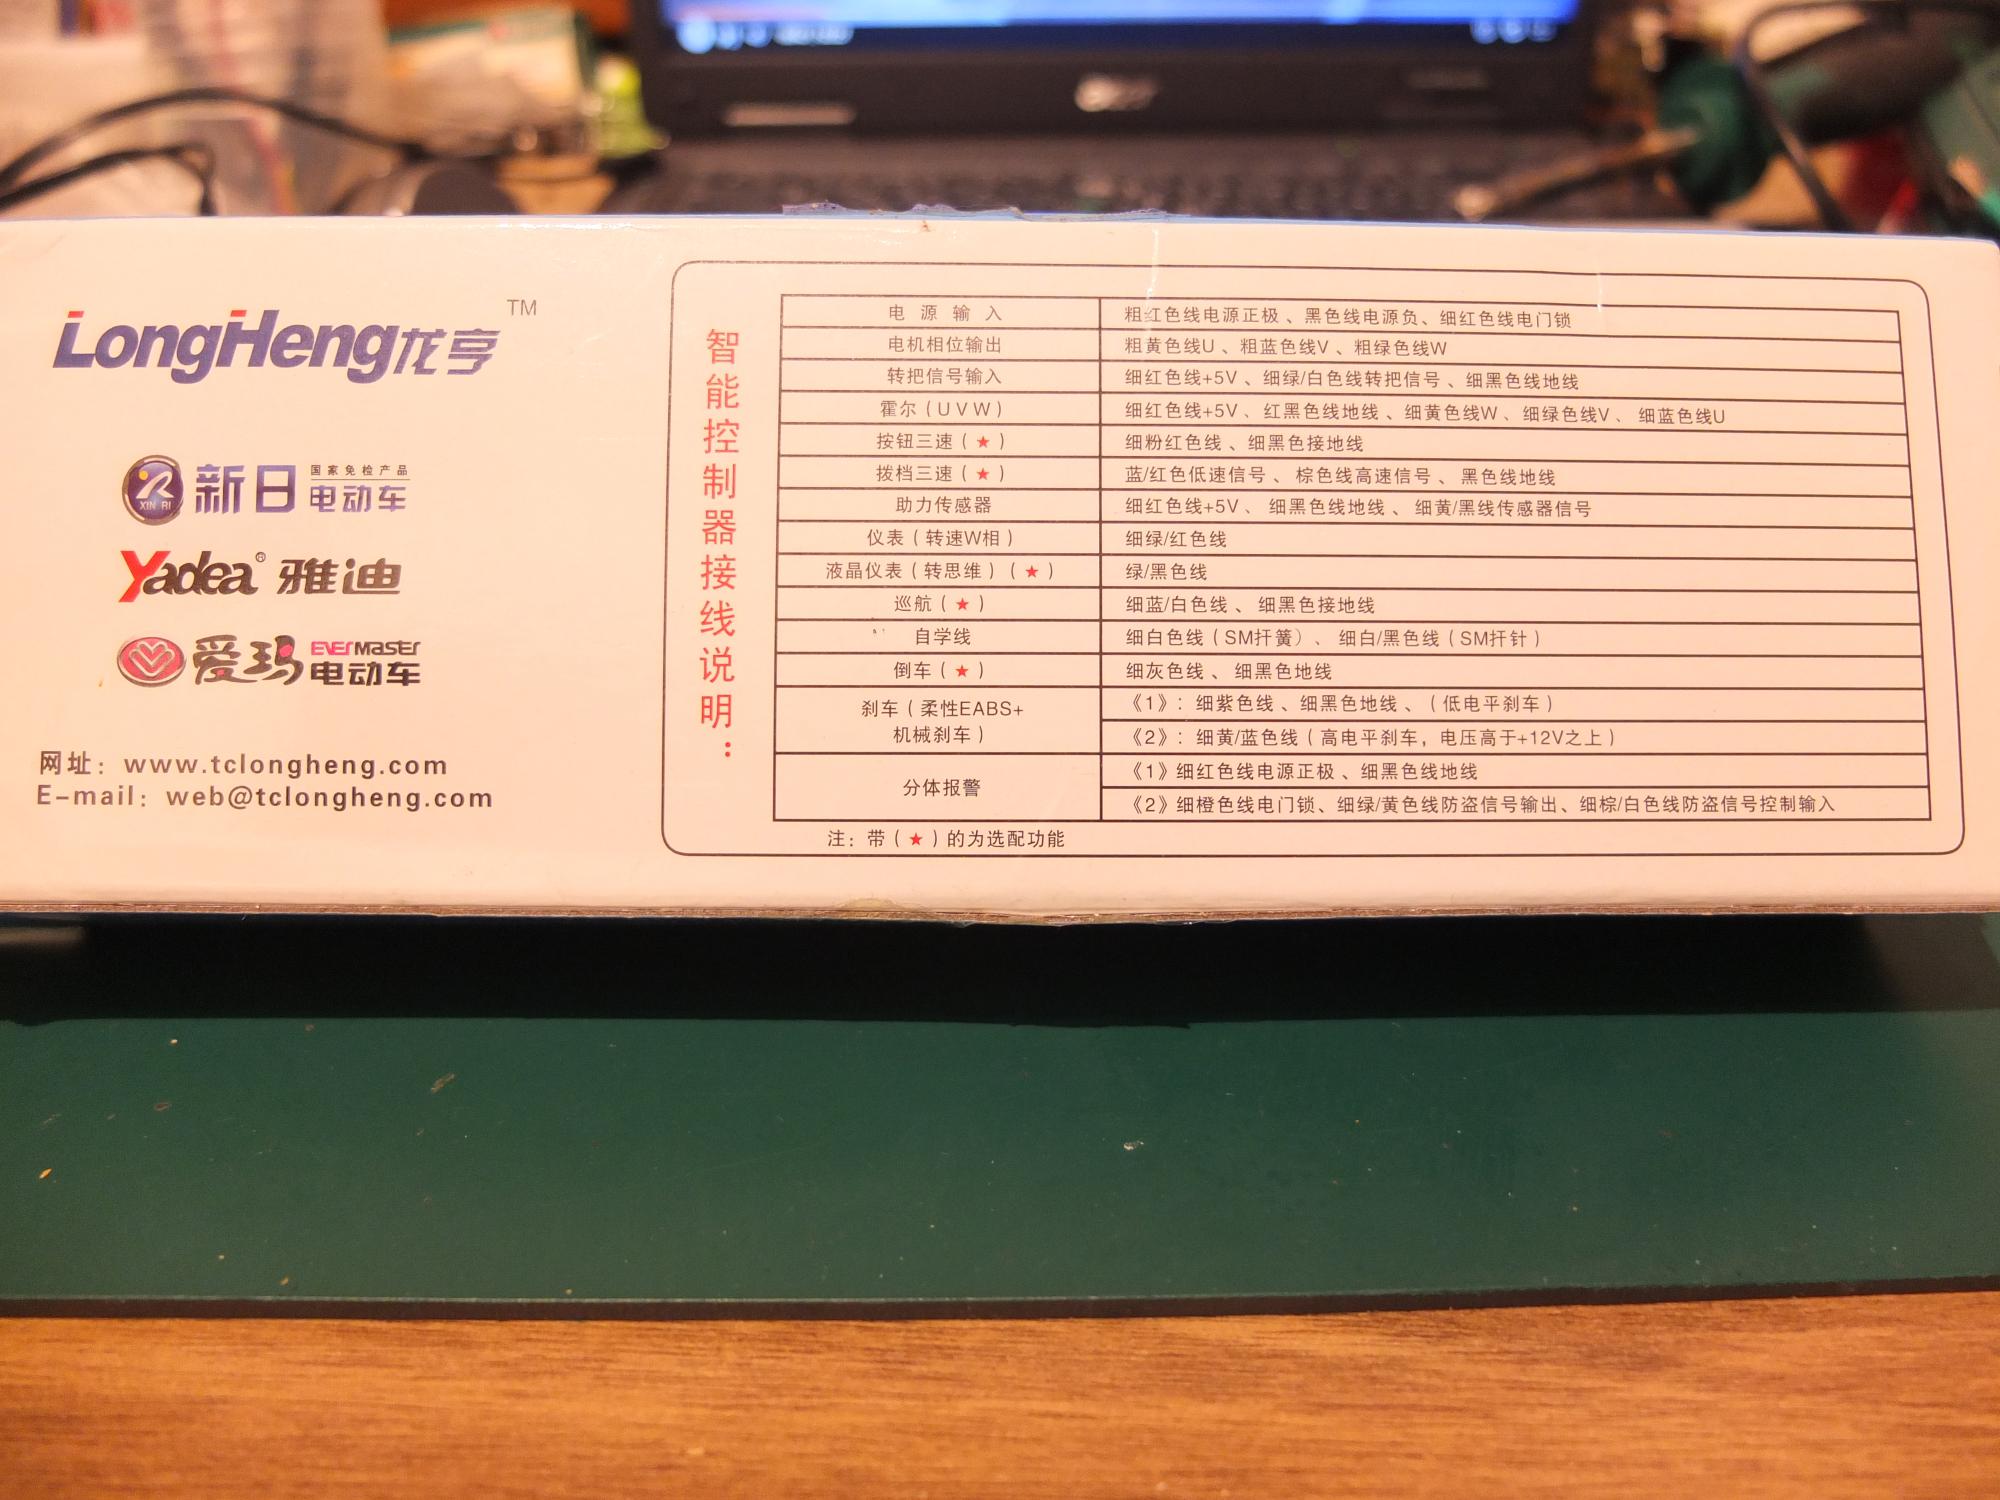 LongHeng龙亨 TM
XIN RI 新日 国家免检产品 电动车
Yadea® 雅迪
爱玛 EVERMASTER 电动车
网址：www.tclongheng.com
E-mail：web@tclongheng.com
智能控制器接线说明：
电源输入 粗红色线电源正极、黑色线电源负、细红色线电门锁
电机相位输出 粗黄色线U、粗蓝色线V、粗绿色线W
转把信号输入 细红色线+5V、细绿/白色线转把信号、细黑色线地线
霍尔（UVW） 细红色线+5V、红黑色线地线、细黄色线W、细绿色线V、细蓝色线U
按钮三速（★） 细粉红色线、细黑色接地线
拨档三速（★） 蓝/红色低速信号、棕色线高速信号、黑色线地线
助力传感器 细红色线+5V、细黑色线地线、细黄/黑线传感器信号
仪表（转速W相） 细绿/红色线
液晶仪表（转思维）（★） 绿/黑色线
巡航（★） 细蓝/白色线、细黑色接地线
自学线 细白色线（SM扦簧）、细白/黑色线（SM扦针）
倒车（★） 细灰色线、细黑色地线
刹车（柔性EABS+
机械刹车）
《1》：细紫色线、细黑色地线、（低电平刹车）
《2》：细黄/蓝色线（高电平刹车，电压高于+12V之上）
分体报警
《1》细红色线电源正极、细黑色线地线
《2》细橙色线电门锁、细绿/黄色线防盗信号输出、细棕/白色线防盗信号控制输入
注：带（★）的为选配功能